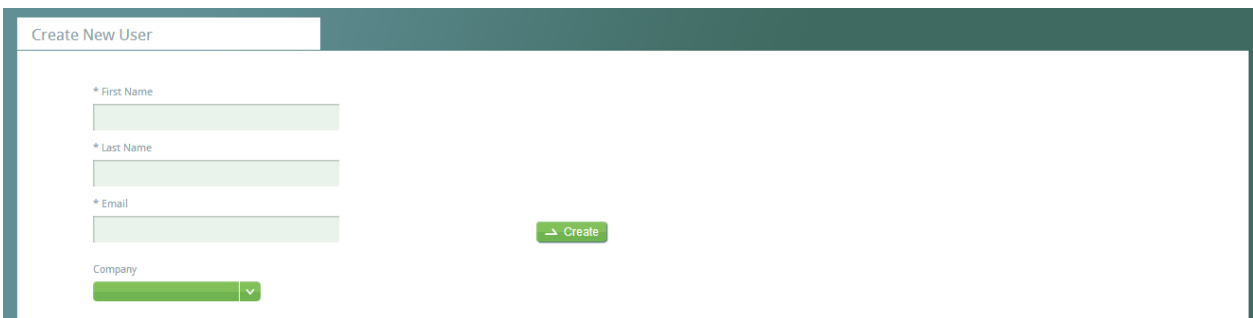 Create New User
* First Name
* Last Name
* Email
Create
Company